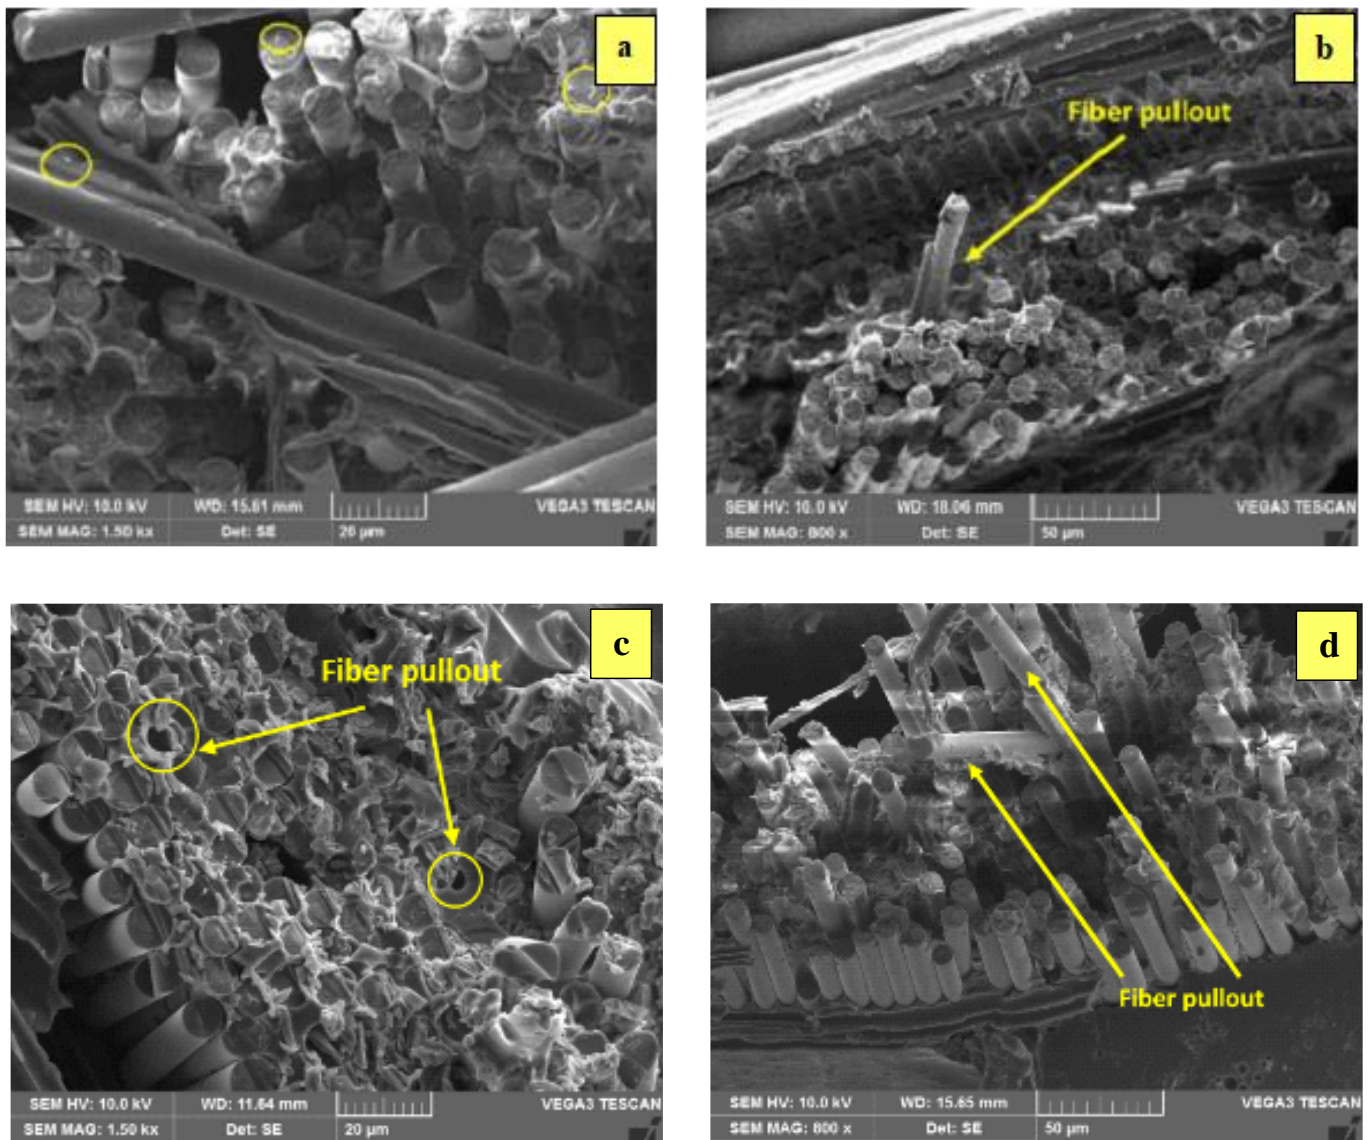 a
SEM HV: 10.0 kV WD: 15.61 mm VEGA3 TESCAN
SEM MAG: 1.50 kx Det: SE 20 µm
b
Fiber pullout
SEM HV: 10.0 kV WD: 18.06 mm VEGA3 TESCAN
SEM MAG: 800 x Det: SE 50 µm
c
Fiber pullout
SEM HV: 10.0 kV WD: 11.64 mm VEGA3 TESCAN
SEM MAG: 1.50 kx Det: SE 20 µm
d
Fiber pullout
SEM HV: 10.0 kV WD: 15.65 mm VEGA3 TESCAN
SEM MAG: 800 x Det: SE 50 µm